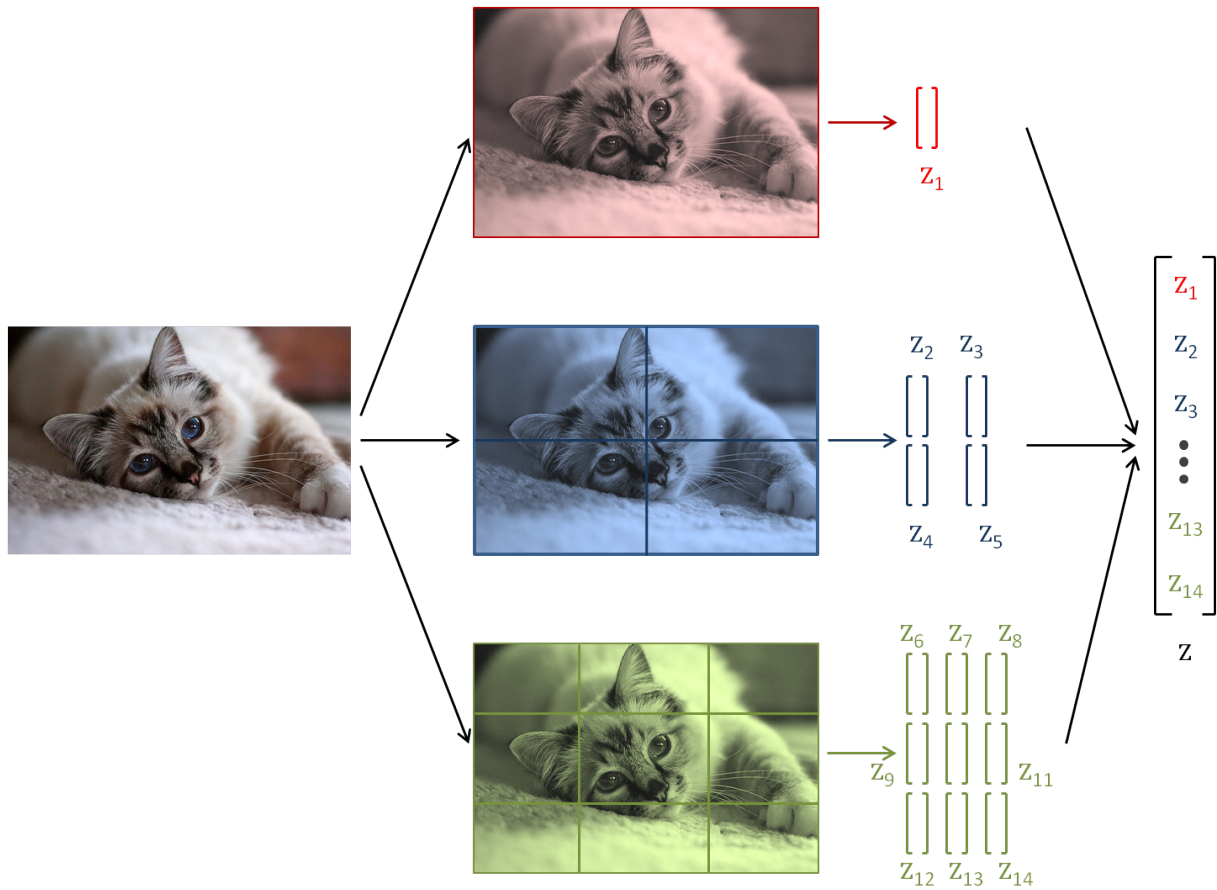 z₁
z₂ z₃
z₄ z₅
z₆ z₇ z₈
z₉ z₁₁
z₁₂ z₁₃ z₁₄
z₁
z₂
z₃
z₁₃
z₁₄
z